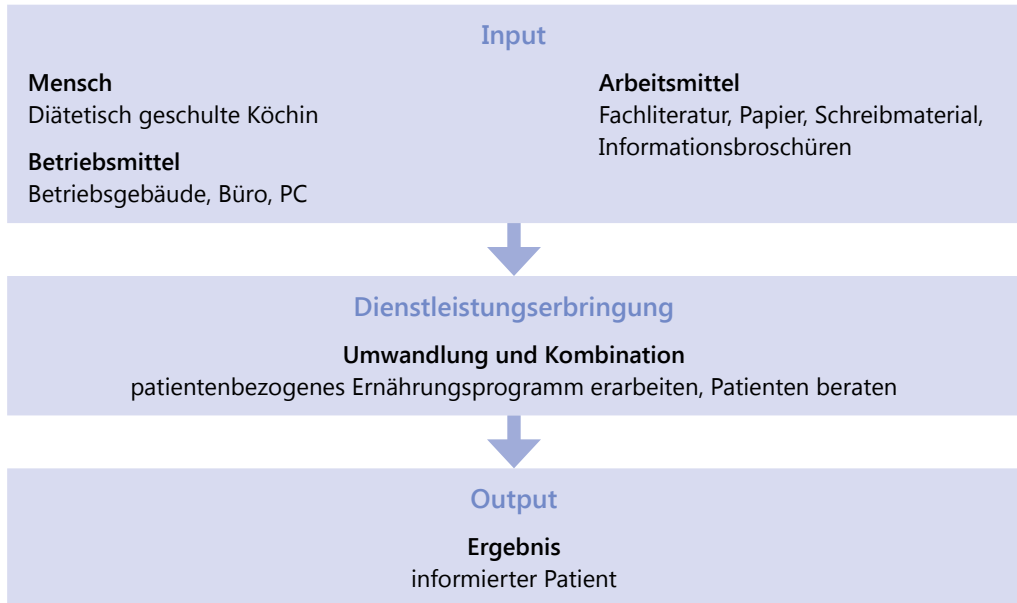 Input
Mensch
Diätetisch geschulte Köchin
Betriebsmittel
Betriebsgebäude, Büro, PC
Arbeitsmittel
Fachliteratur, Papier, Schreibmaterial,
Informationsbroschüren
Dienstleistungserbringung
Umwandlung und Kombination
patientenbezogenes Ernährungsprogramm erarbeiten, Patienten beraten
Output
Ergebnis
informierter Patient